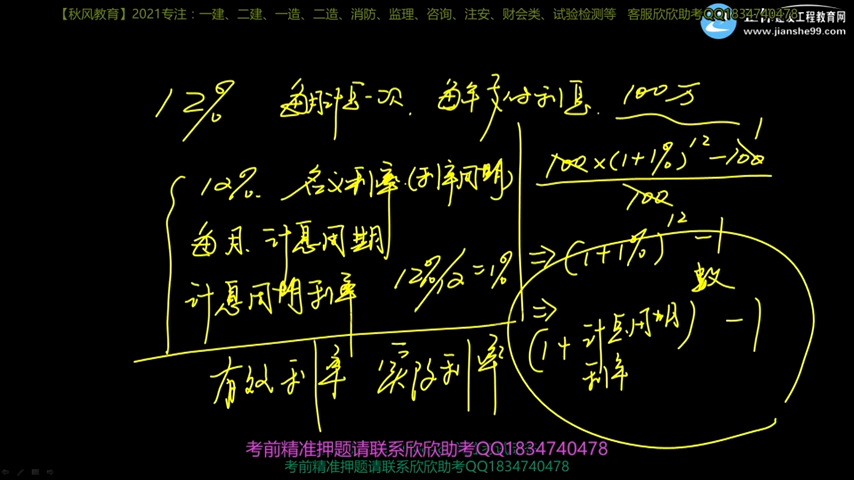 【秋风教育】2021专注：一建、二建、一造、二造、消防、监理、咨询、注安、财会类、试验检测等 客服欣欣助考QQ1834740478
工程教育网
www.jianshe99.com
12% 每月计息一次. 每年支付利息. 100万
12%. 名义利率.(利率周期)
每月. 计息周期
计息周期利率 12%/12=1%
有效利率 实际利率
1
100×(1+1%)^12-100
100
⇒(1+1%)^12-1
⇒
数
(1+计息周期利率) -1
考前精准押题请联系欣欣助考QQ1834740478
考前精准押题请联系欣欣助考QQ1834740478